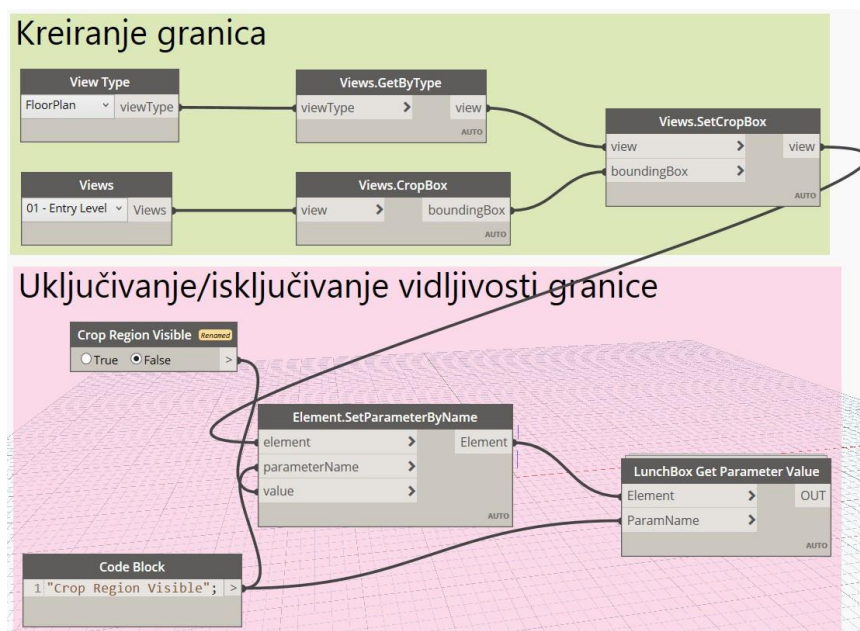 Kreiranje granica
View Type
FloorPlan viewType
Views.GetByType
viewType > view
AUTO
Views.SetCropBox
view > view
boundingBox >
AUTO
Views
01 - Entry Level Views
Views.CropBox
view > boundingBox
AUTO
Uključivanje/isključivanje vidljivosti granice
Crop Region Visible Renamed
True False >
Element.SetParameterByName
element > Element
parameterName >
value >
AUTO
LunchBox Get Parameter Value
Element > OUT
ParamName >
AUTO
Code Block
1 "Crop Region Visible"; >